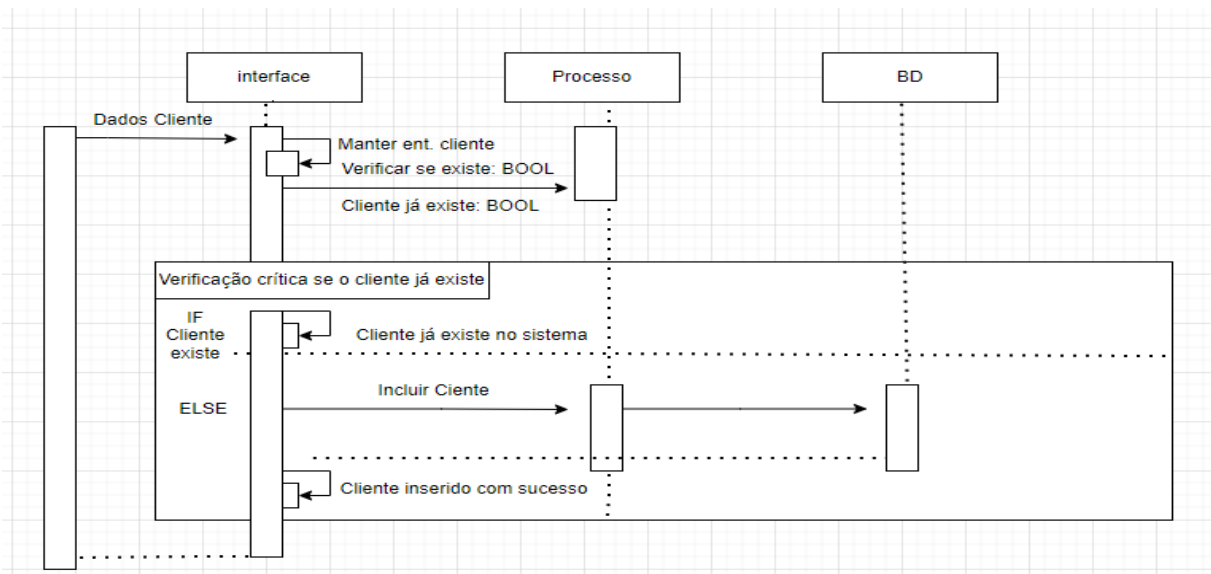 interface
Processo
BD
Dados Cliente
Manter ent. cliente
Verificar se existe: BOOL
Cliente já existe: BOOL
Verificação crítica se o cliente já existe
IF
Cliente
existe
Cliente já existe no sistema
Incluir Ciente
ELSE
Cliente inserido com sucesso